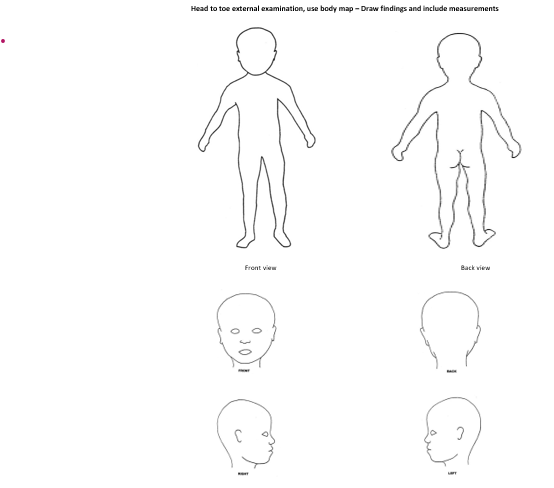 Head to toe external examination, use body map – Draw findings and include measurements
Front view
Back view
FRONT
BACK
RIGHT
LEFT